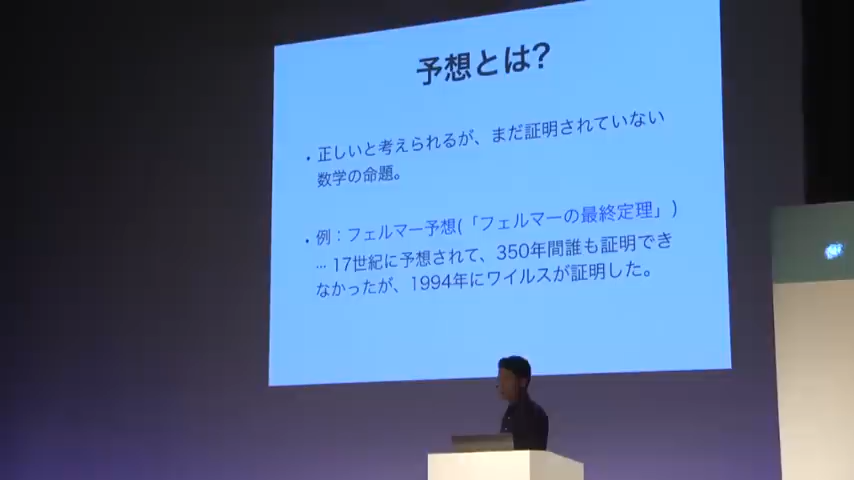 予想とは?
・正しいと考えられるが、まだ証明されていない
数学の命題。
・例：フェルマー予想(「フェルマーの最終定理」)
… 17世紀に予想されて、350年間誰も証明でき
なかったが、1994年にワイルスが証明した。